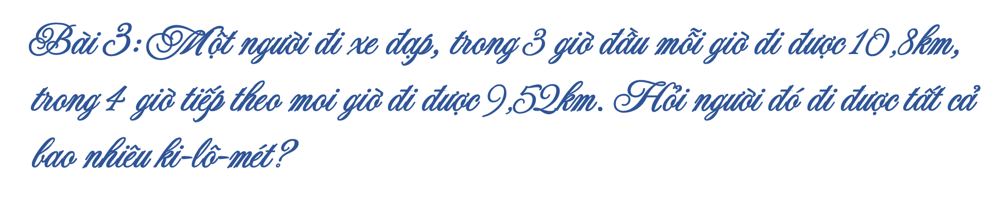 Bài 3: Một người đi xe đạp, trong 3 giờ đầu mỗi giờ đi được 10,8km,
trong 4 giờ tiếp theo moi giờ đi được 9,52km. Hỏi người đó đi được tất cả
bao nhiêu ki-lô-mét?